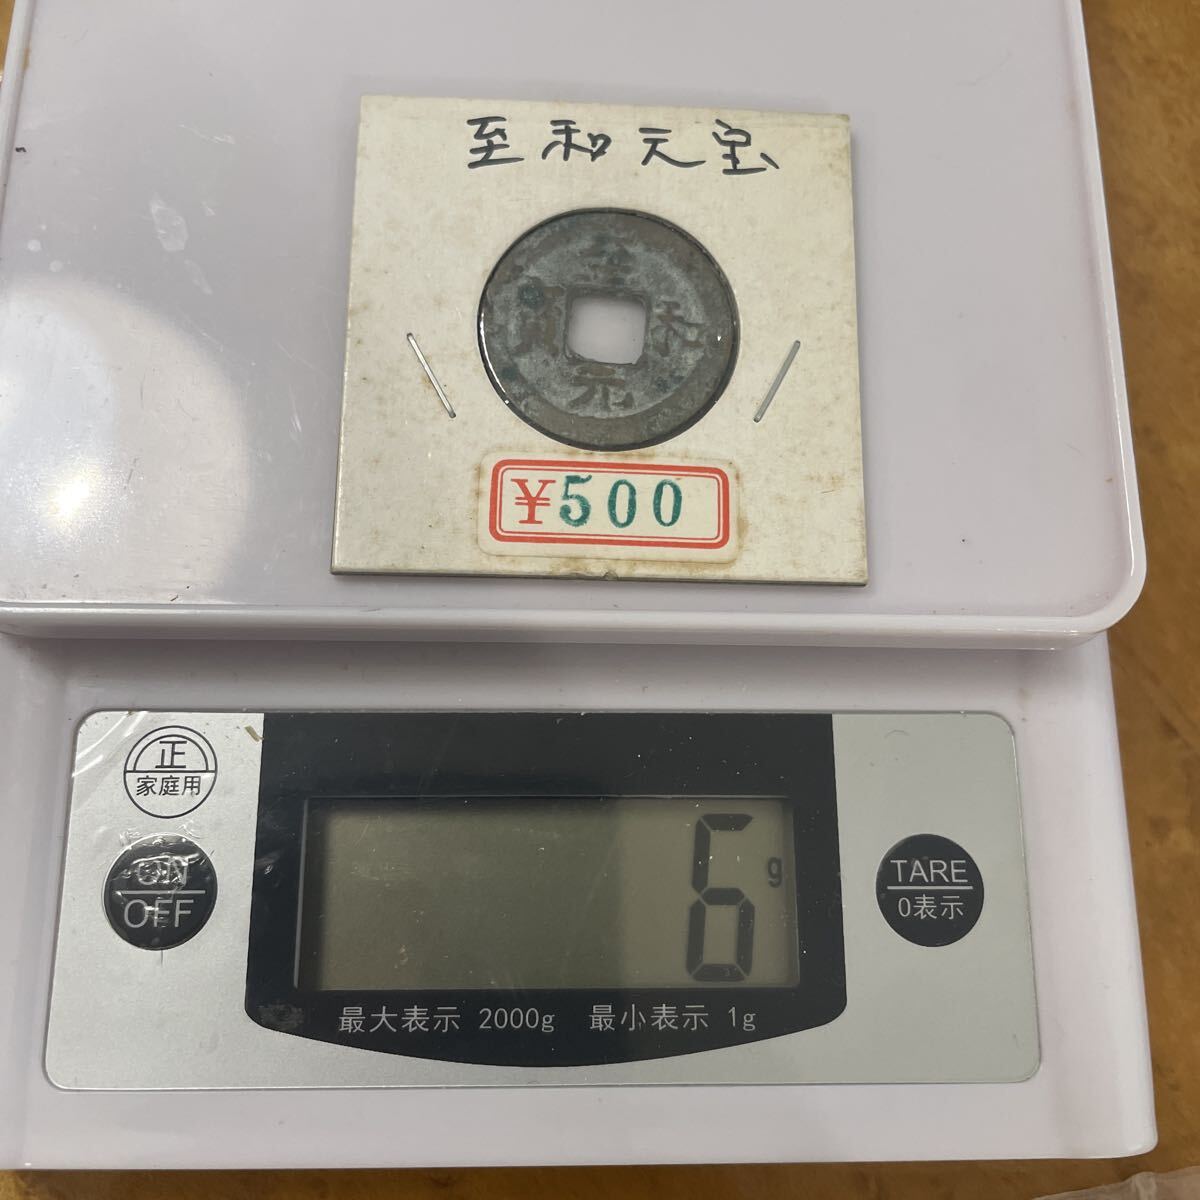 至和元宝
至和元寶
¥500
正
家庭用
ON
OFF
6g
TARE
0表示
最大表示 2000g 最小表示 1g